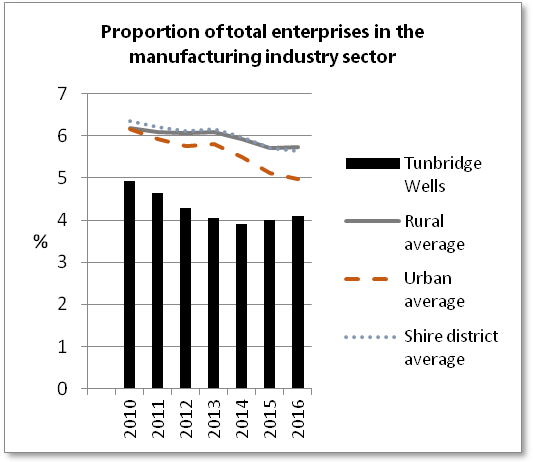 Proportion of total enterprises in the
manufacturing industry sector
7
6
5
4
3
2
1
0
%
2010
2011
2012
2013
2014
2015
2016
Tunbridge
Wells
Rural
average
Urban
average
Shire district
average